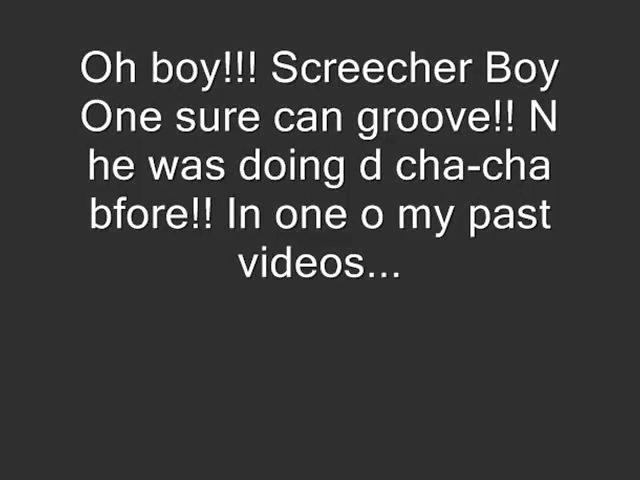 Oh boy!!! Screecher Boy
One sure can groove!! N
he was doing d cha-cha
bfore!! In one o my past
videos...